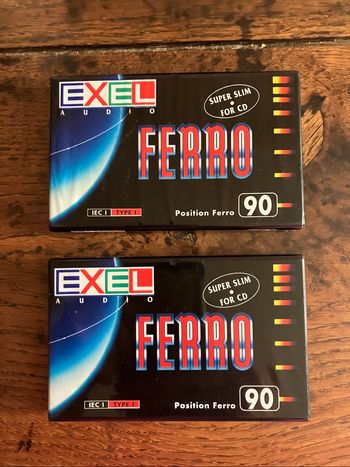 EXEL
AUDIO
SUPER SLIM
•
FOR CD
FERRO
IEC I TYPE I Position Ferro 90
EXEL
AUDIO
SUPER SLIM
•
FOR CD
FERRO
IEC I TYPE I Position Ferro 90